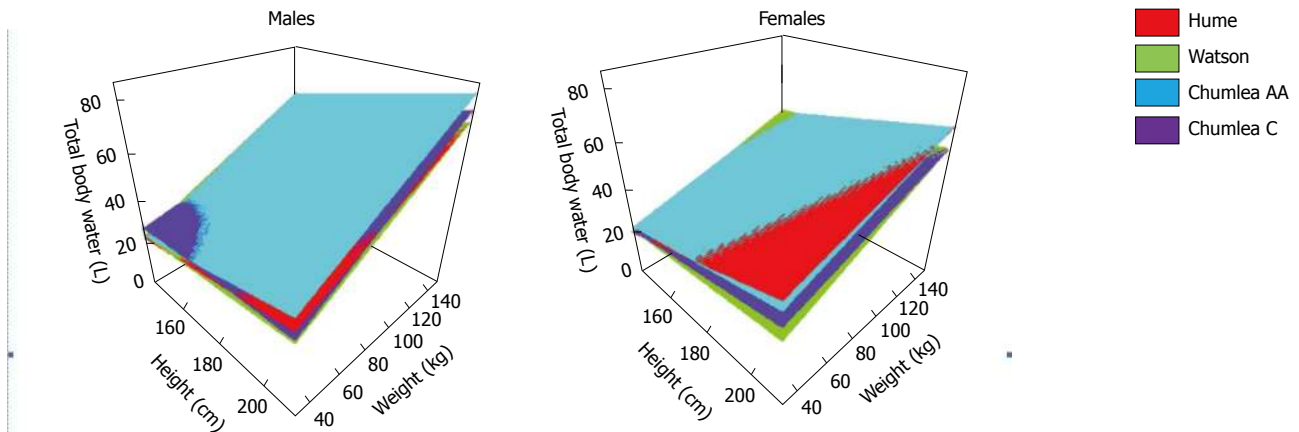 Males
Total body water (L)
80
60
40
20
0
160
180
200
Height (cm)
40
60
80
100
120
140
Weight (kg)
Females
Total body water (L)
80
60
40
20
0
160
180
200
Height (cm)
40
60
80
100
120
140
Weight (kg)
Hume
Watson
Chumlea AA
Chumlea C